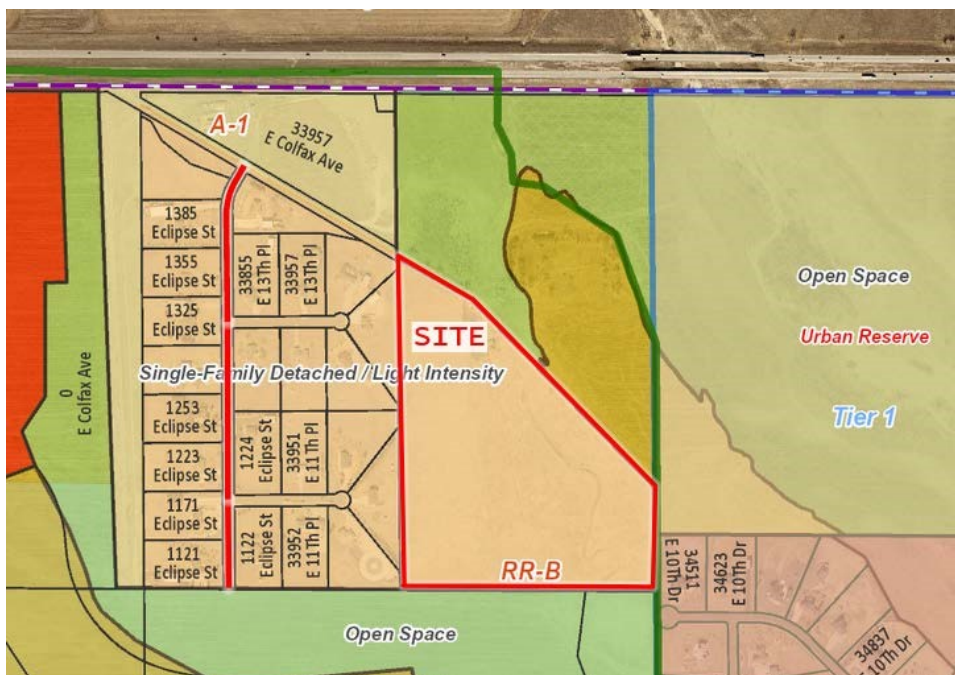 A-1
33957
E Colfax Ave
1385
Eclipse St
1355
Eclipse St
1325
Eclipse St
33855
E 13Th Pl
33957
E 13Th Pl
SITE
Open Space
Urban Reserve
Tier 1
0
E Colfax Ave
Single-Family Detached / Light Intensity
1253
Eclipse St
1223
Eclipse St
1171
Eclipse St
1121
Eclipse St
1224
Eclipse St
33951
E 11Th Pl
1122
Eclipse St
33952
E 11Th Pl
RR-B
Open Space
34511
E 10Th Dr
34623
E 10Th Dr
34837
E 10Th Dr